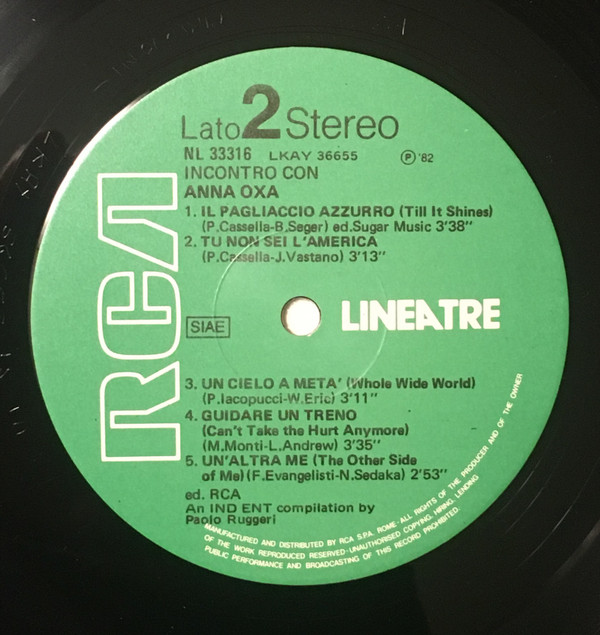 Lato 2 Stereo
NL 33316 LKAY 36655 Ⓟ '82
INCONTRO CON
ANNA OXA
1. IL PAGLIACCIO AZZURRO (Till It Shines)
(P.Cassella-B.Seger) ed.Sugar Music 3'38"
2. TU NON SEI L'AMERICA
(P.Cassella-J.Vastano) 3'13"
RCA
SIAE
LINEATRE
3. UN CIELO A META' (Whole Wide World)
(P.Iacopucci-W.Eric) 3'11"
4. GUIDARE UN TRENO
(Can't Take the Hurt Anymore)
(M.Monti-L.Andrew) 3'35"
5. UN'ALTRA ME (The Other Side
of Me) (F.Evangelisti-N.Sedaka) 2'53"
ed. RCA
An IND ENT compilation by
Paolo Ruggeri
MANUFACTURED AND DISTRIBUTED BY RCA S.P.A. ROME - ALL RIGHTS OF THE PRODUCER AND OF THE OWNER
OF THE WORK REPRODUCED RESERVED - UNAUTHORISED COPYING, HIRING, LENDING
PUBLIC PERFORMANCE AND BROADCASTING OF THIS RECORD PROHIBITED.